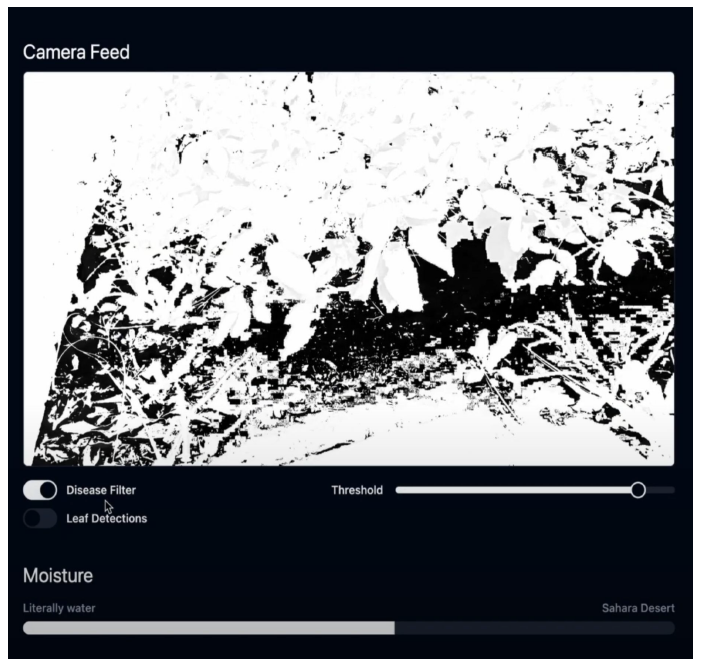 Camera Feed
Disease Filter
Threshold
Leaf Detections
Moisture
Literally water
Sahara Desert